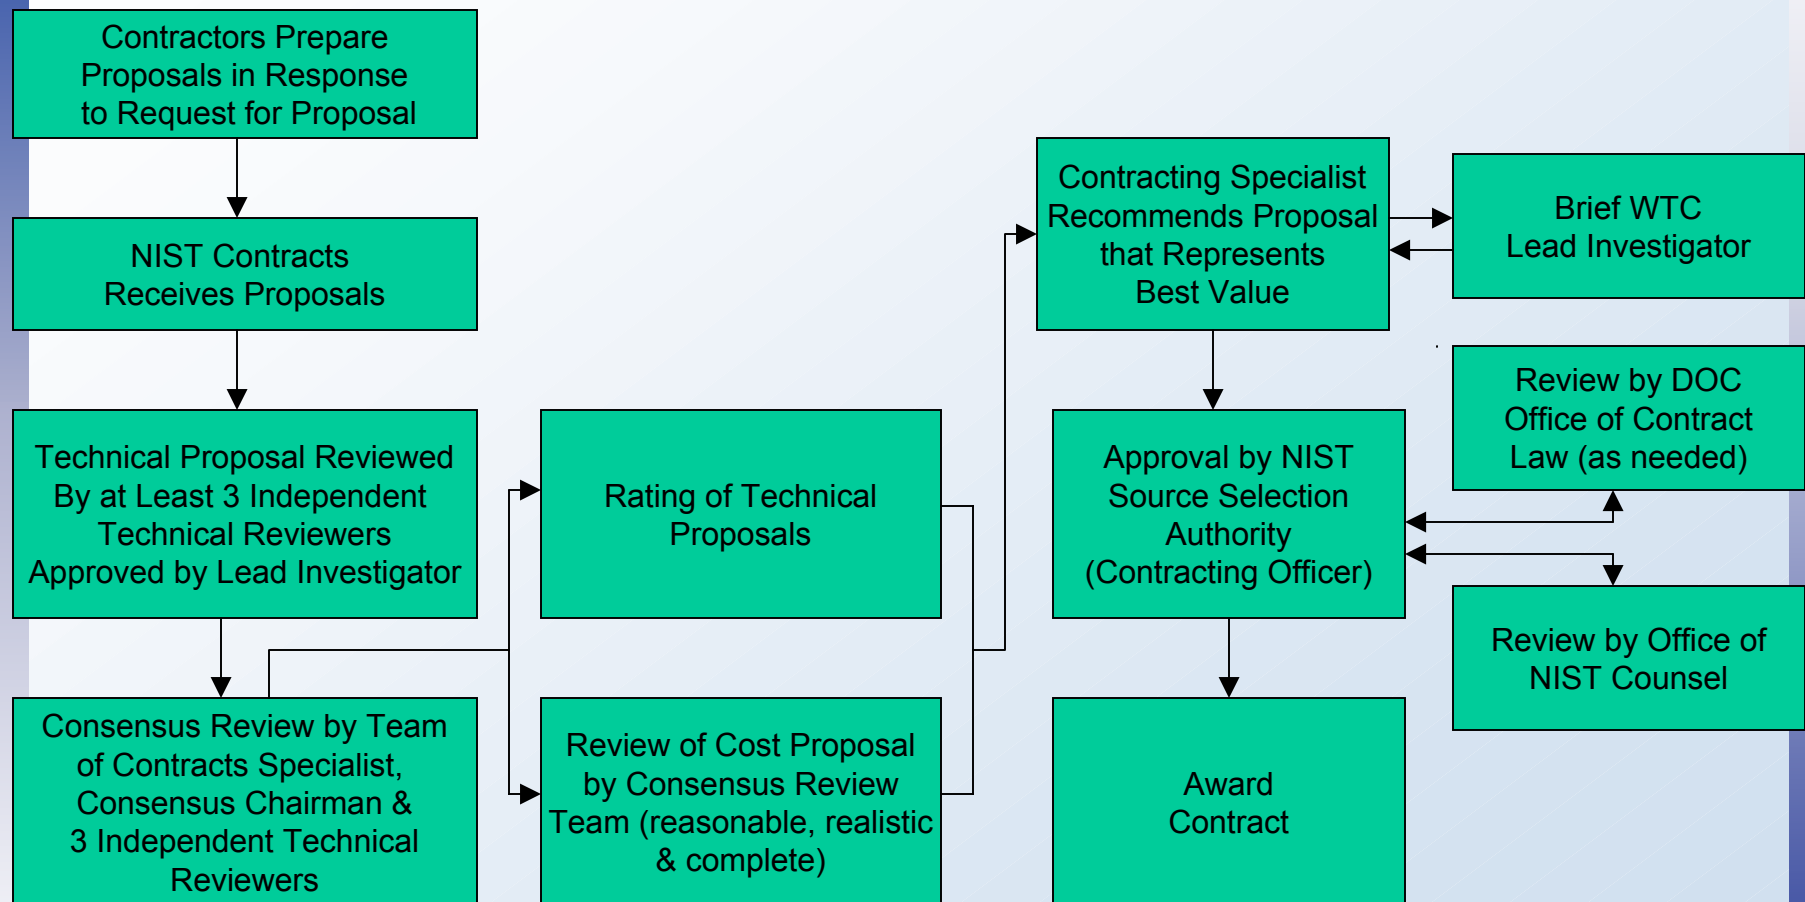 Contractors Prepare
Proposals in Response
to Request for Proposal
NIST Contracts
Receives Proposals
Technical Proposal Reviewed
By at Least 3 Independent
Technical Reviewers
Approved by Lead Investigator
Consensus Review by Team
of Contracts Specialist,
Consensus Chairman &
3 Independent Technical
Reviewers
Rating of Technical
Proposals
Review of Cost Proposal
by Consensus Review
Team (reasonable, realistic
& complete)
Contracting Specialist
Recommends Proposal
that Represents
Best Value
Brief WTC
Lead Investigator
Approval by NIST
Source Selection
Authority
(Contracting Officer)
Review by DOC
Office of Contract
Law (as needed)
Review by Office of
NIST Counsel
Award
Contract